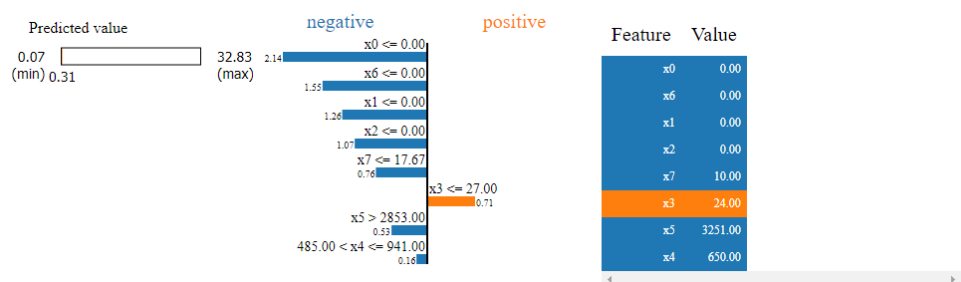 Predicted value
0.07
(min)
0.31
32.83
(max)
negative positive
x0 <= 0.00
2.14
x6 <= 0.00
1.55
x1 <= 0.00
1.26
x2 <= 0.00
1.07
x7 <= 17.67
0.76
x3 <= 27.00
0.71
x5 > 2853.00
0.53
485.00 < x4 <= 941.00
0.16
Feature Value
x0 0.00
x6 0.00
x1 0.00
x2 0.00
x7 10.00
x3 24.00
x5 3251.00
x4 650.00